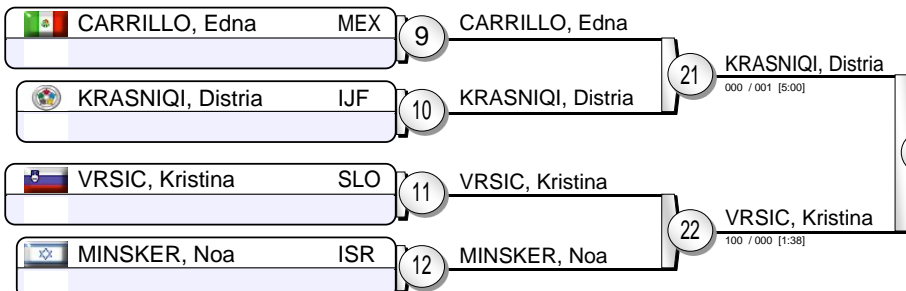 CARRILLO, Edna MEX 9 CARRILLO, Edna
21 KRASNIQI, Distria
000 / 001 [5:00]
KRASNIQI, Distria IJF 10 KRASNIQI, Distria
VRSIC, Kristina SLO 11 VRSIC, Kristina
22 VRSIC, Kristina
100 / 000 [1:38]
MINSKER, Noa ISR 12 MINSKER, Noa